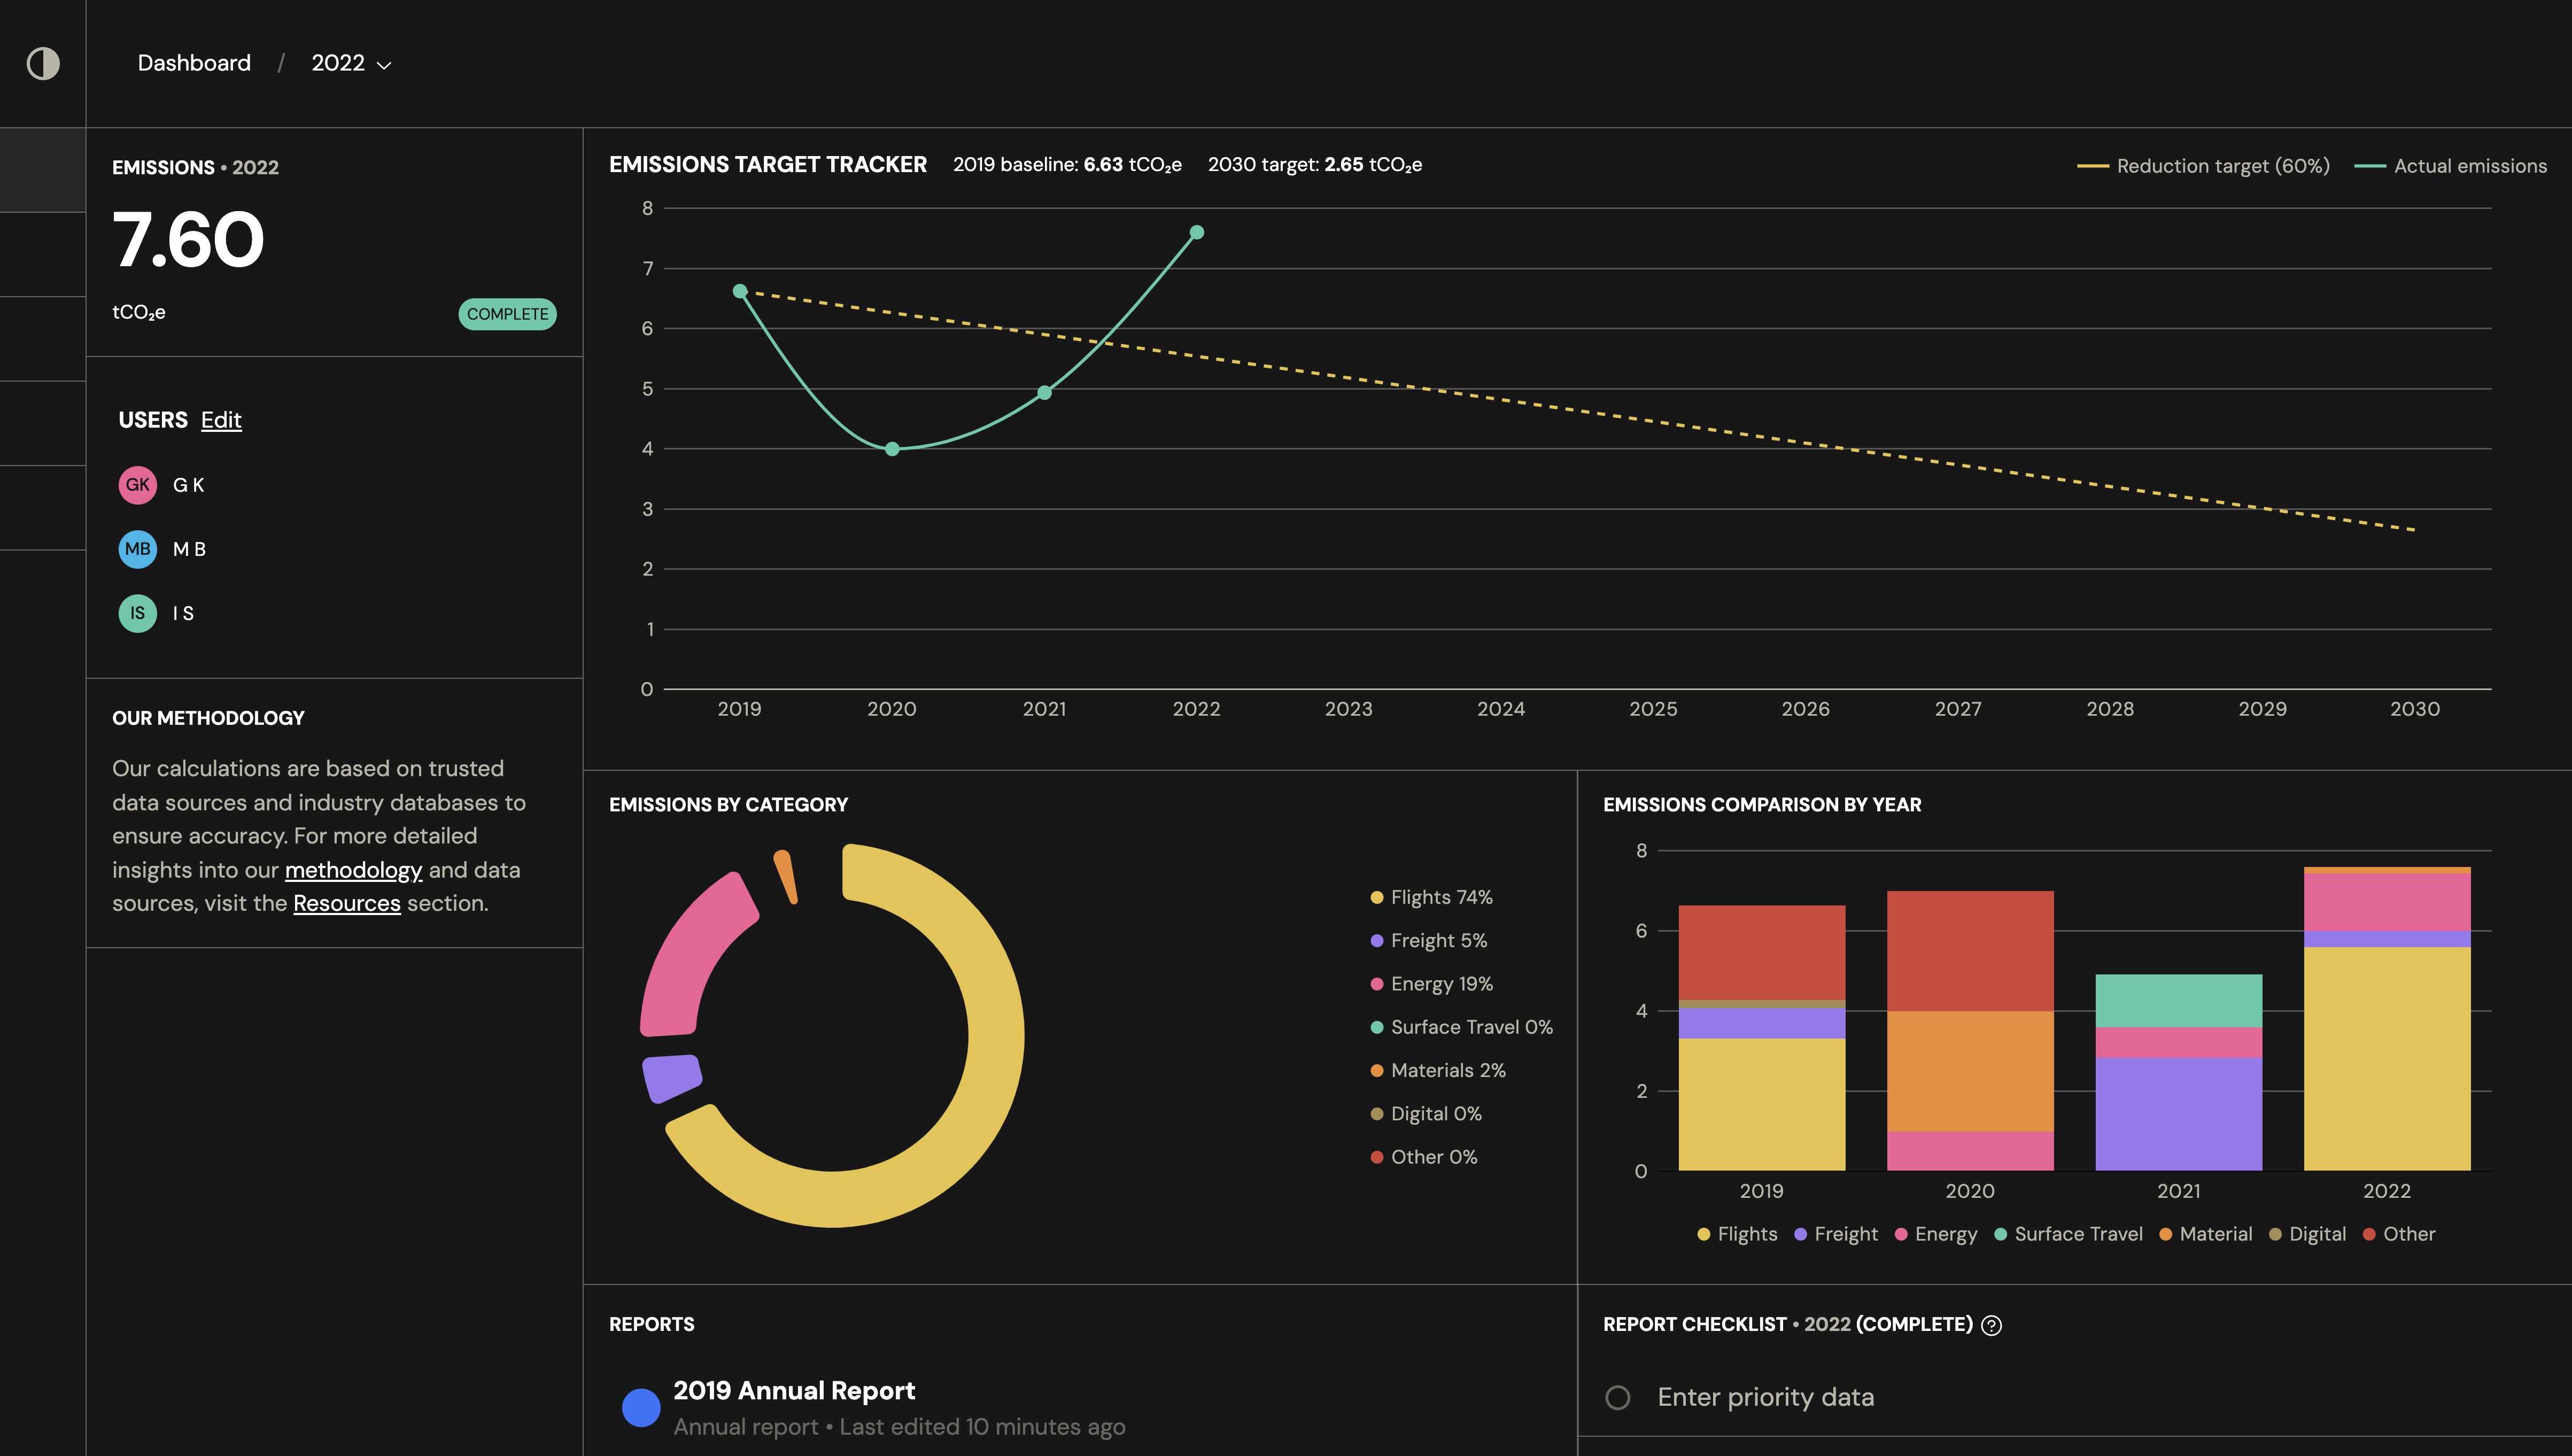 Dashboard / 2022
EMISSIONS • 2022
7.60
tCO₂e
COMPLETE
USERS Edit
GK G K
MB M B
IS I S
OUR METHODOLOGY
Our calculations are based on trusted
data sources and industry databases to
ensure accuracy. For more detailed
insights into our methodology and data
sources, visit the Resources section.
EMISSIONS TARGET TRACKER 2019 baseline: 6.63 tCO₂e 2030 target: 2.65 tCO₂e
Reduction target (60%) Actual emissions
8
7
6
5
4
3
2
1
0
2019 2020 2021 2022 2023 2024 2025 2026 2027 2028 2029 2030
EMISSIONS BY CATEGORY
Flights 74%
Freight 5%
Energy 19%
Surface Travel 0%
Materials 2%
Digital 0%
Other 0%
EMISSIONS COMPARISON BY YEAR
8
6
4
2
0
2019 2020 2021 2022
Flights Freight Energy Surface Travel Material Digital Other
REPORTS
2019 Annual Report
Annual report • Last edited 10 minutes ago
REPORT CHECKLIST • 2022 (COMPLETE) ?
Enter priority data